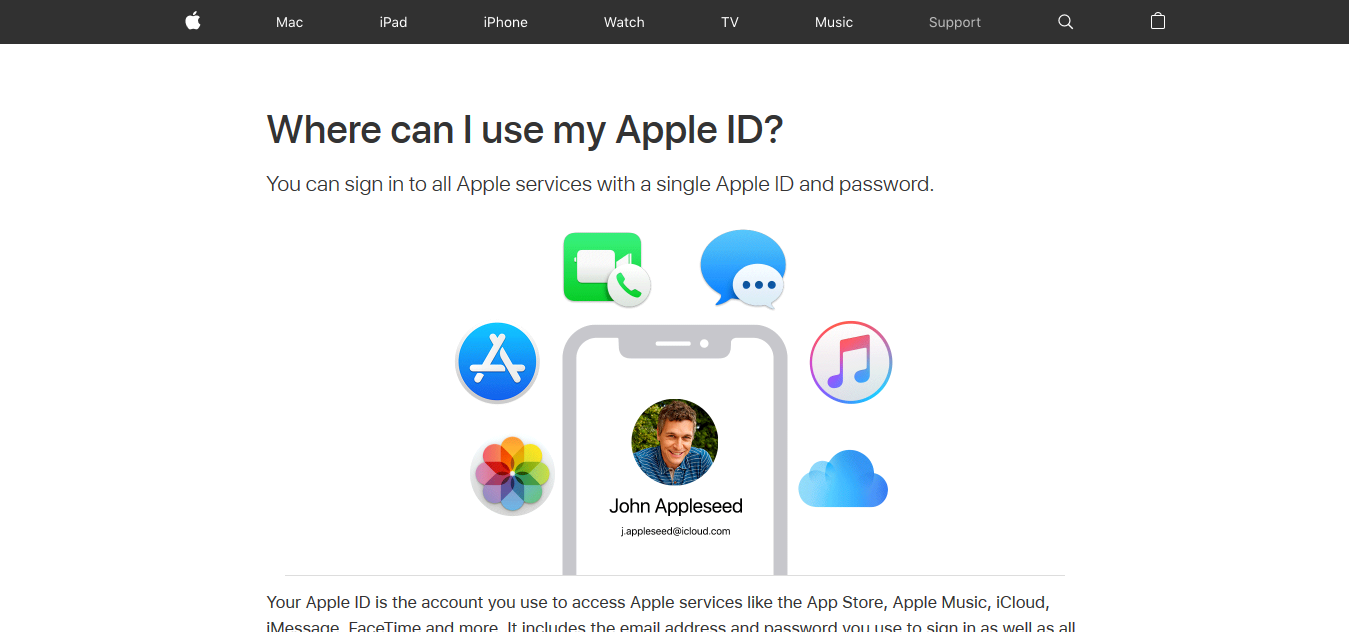 Mac iPad iPhone Watch TV Music Support
Where can I use my Apple ID?
You can sign in to all Apple services with a single Apple ID and password.
John Appleseed
j.appleseed@icloud.com
Your Apple ID is the account you use to access Apple services like the App Store, Apple Music, iCloud,
iMessage, FaceTime and more. It includes the email address and password you use to sign in as well as all